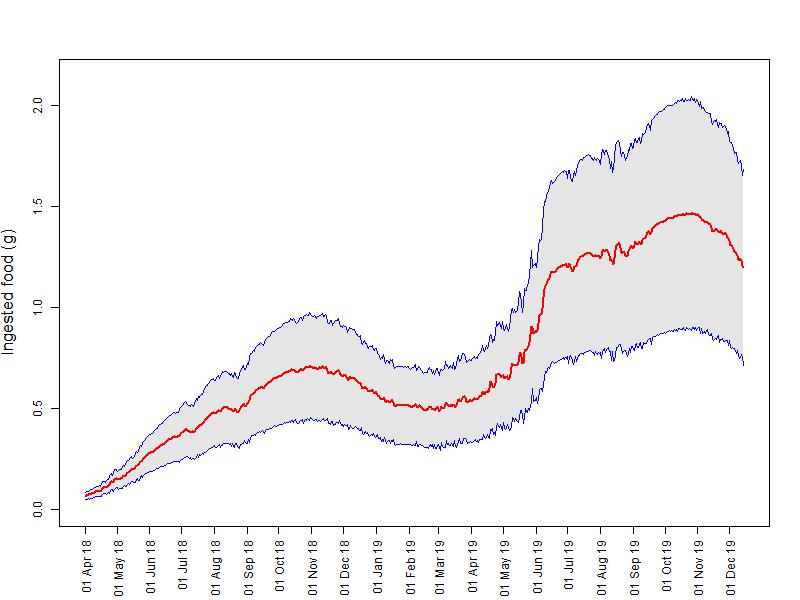 Ingested food (g)
2.0
1.5
1.0
0.5
0.0
01 Apr 18
01 May 18
01 Jun 18
01 Jul 18
01 Aug 18
01 Sep 18
01 Oct 18
01 Nov 18
01 Dec 18
01 Jan 19
01 Feb 19
01 Mar 19
01 Apr 19
01 May 19
01 Jun 19
01 Jul 19
01 Aug 19
01 Sep 19
01 Oct 19
01 Nov 19
01 Dec 19